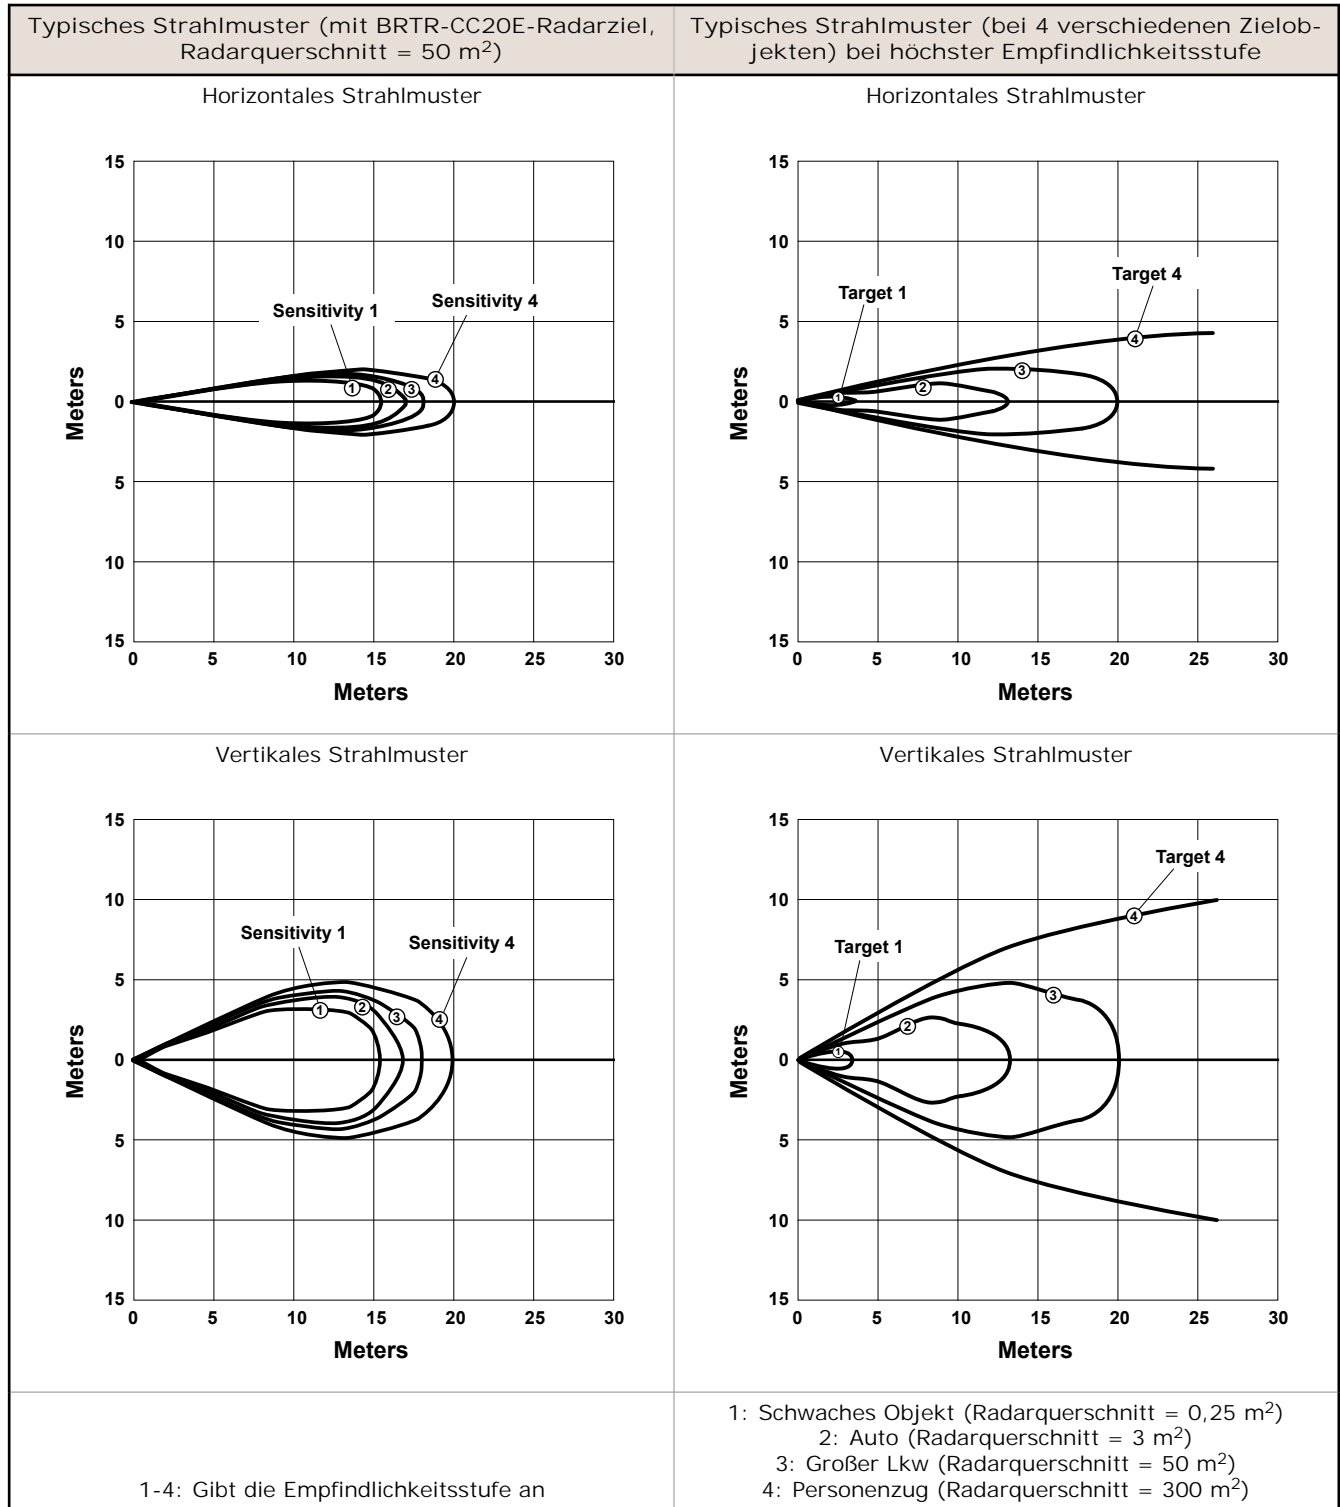 Typisches Strahlmuster (mit BRTR-CC20E-Radarziel,
Radarquerschnitt = 50 m²)
Typisches Strahlmuster (bei 4 verschiedenen Zielob-
jekten) bei höchster Empfindlichkeitsstufe
Horizontales Strahlmuster
15
10
5
0
5
10
15
Meters
Sensitivity 1
Sensitivity 4
1
2
3
4
0 5 10 15 20 25 30
Meters
Horizontales Strahlmuster
15
10
5
0
5
10
15
Meters
Target 1
Target 4
1
2
3
4
0 5 10 15 20 25 30
Meters
Vertikales Strahlmuster
15
10
5
0
5
10
15
Meters
Sensitivity 1
Sensitivity 4
1
2
3
4
0 5 10 15 20 25 30
Meters
Vertikales Strahlmuster
15
10
5
0
5
10
15
Meters
Target 1
Target 4
1
2
3
4
0 5 10 15 20 25 30
Meters
1-4: Gibt die Empfindlichkeitsstufe an
1: Schwaches Objekt (Radarquerschnitt = 0,25 m²)
2: Auto (Radarquerschnitt = 3 m²)
3: Großer Lkw (Radarquerschnitt = 50 m²)
4: Personenzug (Radarquerschnitt = 300 m²)